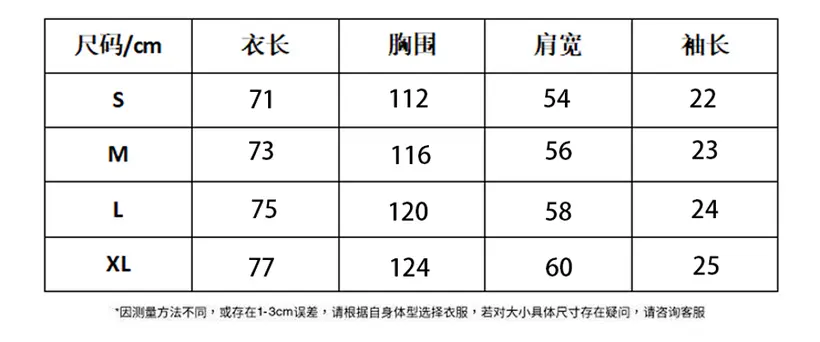 尺码/cm 衣长 胸围 肩宽 袖长
S 71 112 54 22
M 73 116 56 23
L 75 120 58 24
XL 77 124 60 25
*因测量方法不同，或存在1-3cm误差，请根据自身体型选择衣服，若对大小具体尺寸存在疑问，请咨询客服